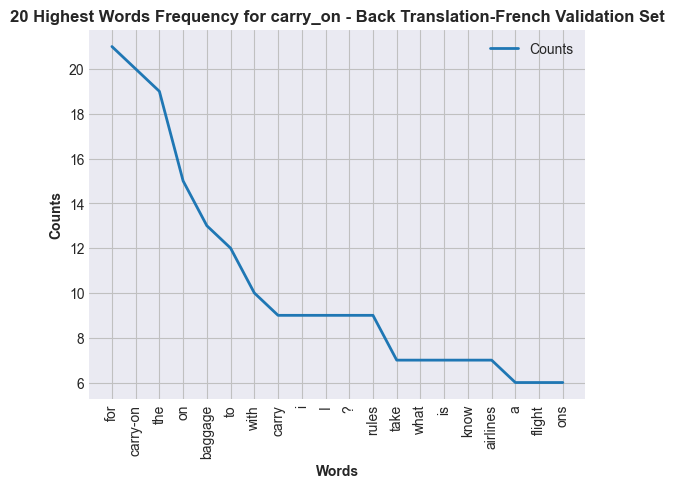 20 Highest Words Frequency for carry_on - Back Translation-French Validation Set
Counts
20
18
16
14
12
10
8
6
Counts
for
carry-on
the
on
baggage
to
with
carry
i
I
?
rules
take
what
is
know
airlines
a
flight
ons
Words